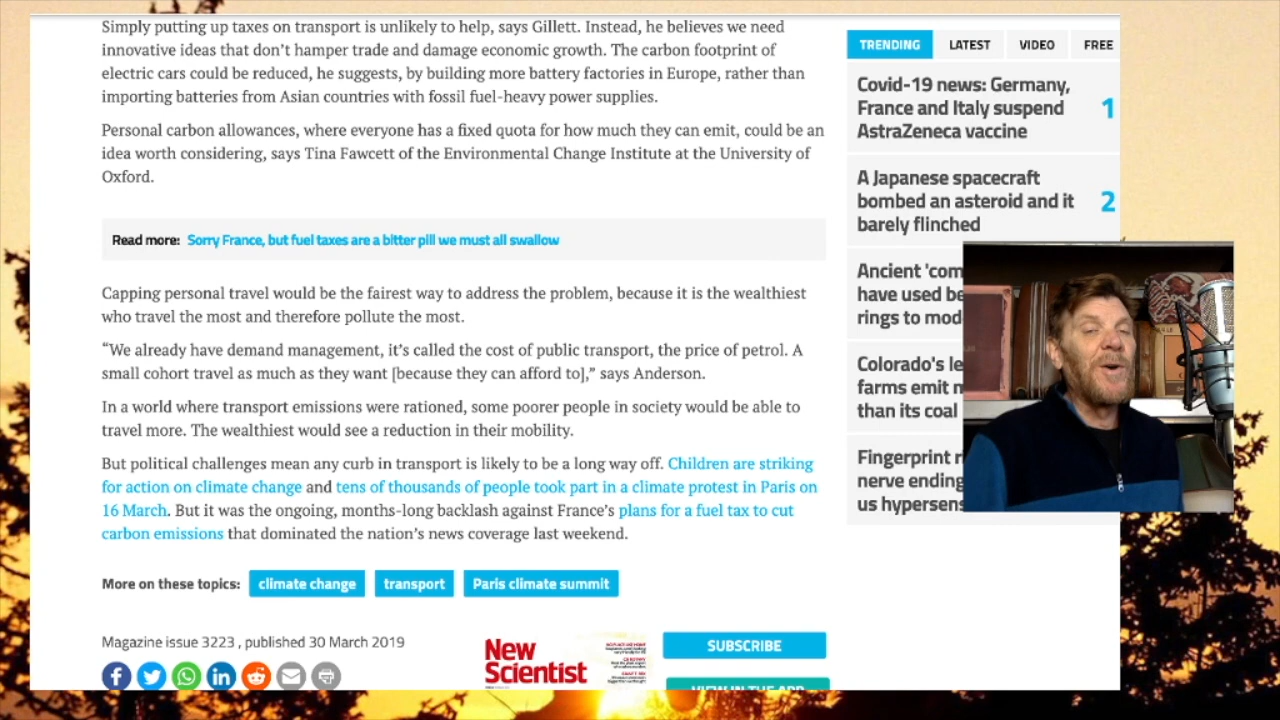 Simply putting up taxes on transport is unlikely to help, says Gillett. Instead, he believes we need
innovative ideas that don't hamper trade and damage economic growth. The carbon footprint of
electric cars could be reduced, he suggests, by building more battery factories in Europe, rather than
importing batteries from Asian countries with fossil fuel-heavy power supplies.
Personal carbon allowances, where everyone has a fixed quota for how much they can emit, could be an
idea worth considering, says Tina Fawcett of the Environmental Change Institute at the University of
Oxford.
Read more: Sorry France, but fuel taxes are a bitter pill we must all swallow
Capping personal travel would be the fairest way to address the problem, because it is the wealthiest
who travel the most and therefore pollute the most.
“We already have demand management, it's called the cost of public transport, the price of petrol. A
small cohort travel as much as they want [because they can afford to],” says Anderson.
In a world where transport emissions were rationed, some poorer people in society would be able to
travel more. The wealthiest would see a reduction in their mobility.
But political challenges mean any curb in transport is likely to be a long way off. Children are striking
for action on climate change and tens of thousands of people took part in a climate protest in Paris on
16 March. But it was the ongoing, months-long backlash against France's plans for a fuel tax to cut
carbon emissions that dominated the nation's news coverage last weekend.
More on these topics: climate change transport Paris climate summit
Magazine issue 3223 , published 30 March 2019
New
Scientist
SUBSCRIBE
VIEW IN THE APP
TRENDING LATEST VIDEO FREE
Covid-19 news: Germany,
France and Italy suspend
AstraZeneca vaccine
1
A Japanese spacecraft
bombed an asteroid and it
barely flinched
2
Ancient 'com
have used be
rings to mod
Colorado's le
farms emit m
than its coal
Fingerprint r
nerve ending
us hypersens